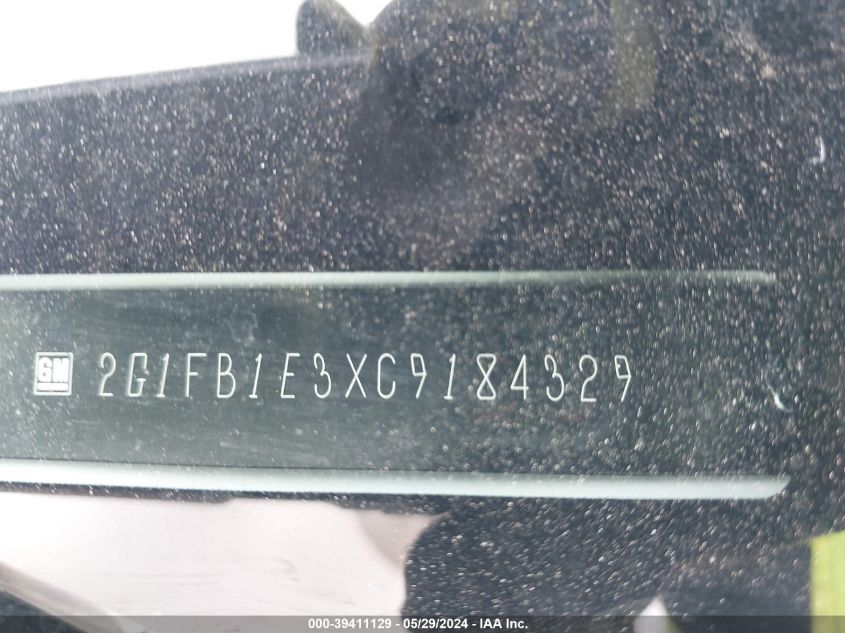 GM 2G1FB1E3XC9184329
000-39411129 - 05/29/2024 - IAA Inc.